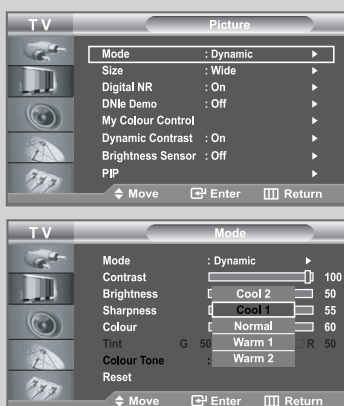 TV Picture
Mode : Dynamic
Size : Wide
Digital NR : On
DNIe Demo : Off
My Colour Control
Dynamic Contrast : On
Brightness Sensor : Off
PIP
Move Enter Return
TV Mode
Mode : Dynamic
Contrast 100
Brightness Cool 2 50
Sharpness Cool 1 55
Colour Normal 60
Tint G 50 Warm 1 R 50
Colour Tone : Warm 2
Reset
Move Enter Return